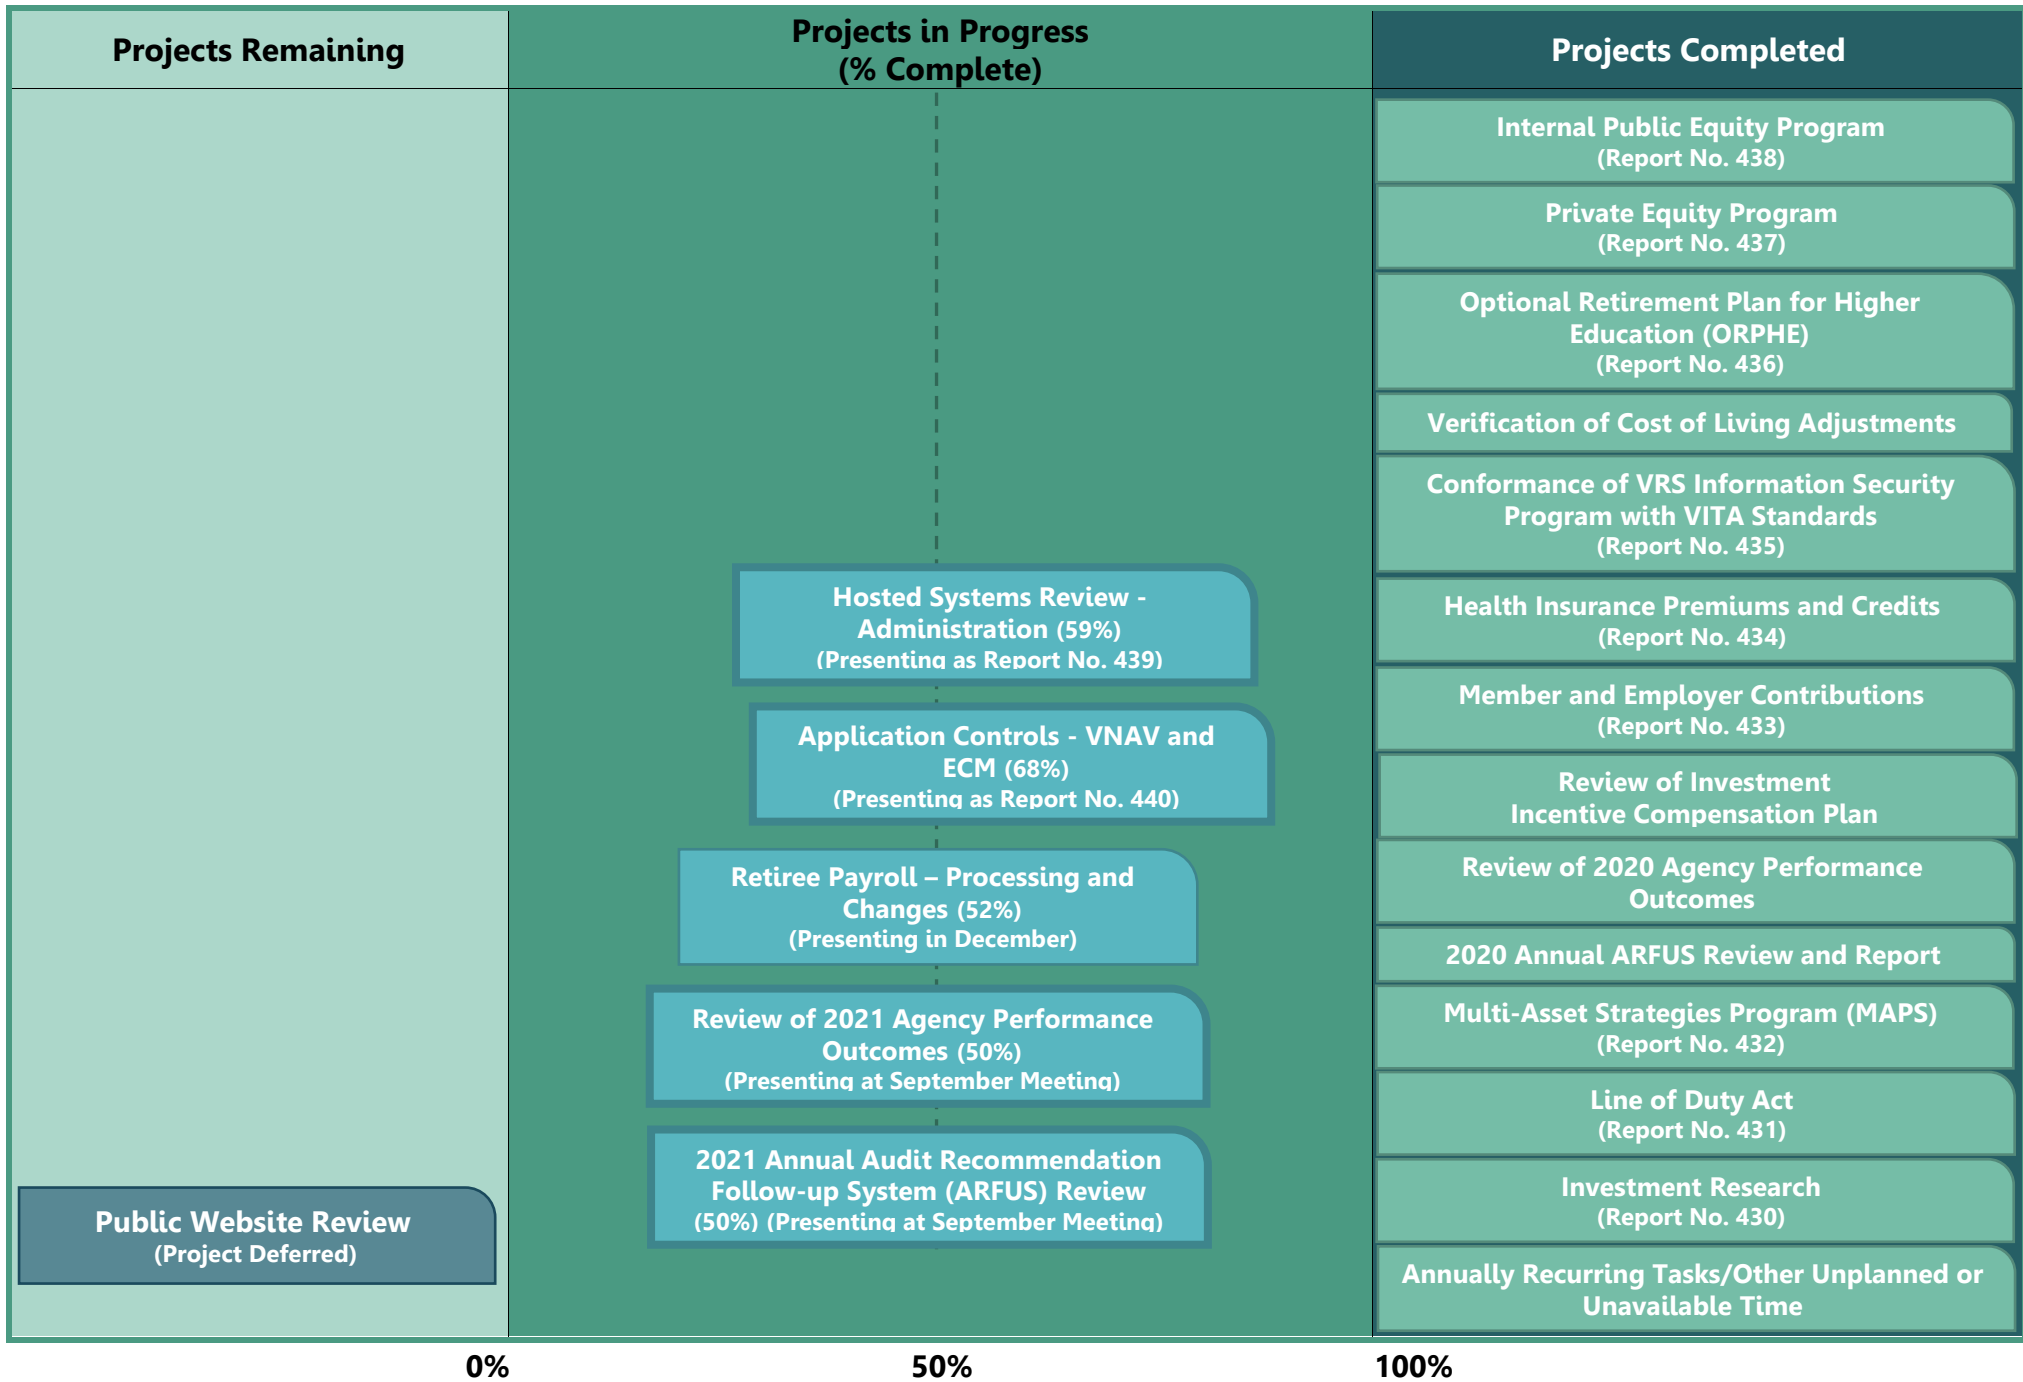 Projects Remaining
Projects in Progress
(% Complete)
Projects Completed
Public Website Review
(Project Deferred)
Hosted Systems Review -
Administration (59%)
(Presenting as Report No. 439)
Application Controls - VNAV and
ECM (68%)
(Presenting as Report No. 440)
Retiree Payroll – Processing and
Changes (52%)
(Presenting in December)
Review of 2021 Agency Performance
Outcomes (50%)
(Presenting at September Meeting)
2021 Annual Audit Recommendation
Follow-up System (ARFUS) Review
(50%) (Presenting at September Meeting)
Internal Public Equity Program
(Report No. 438)
Private Equity Program
(Report No. 437)
Optional Retirement Plan for Higher
Education (ORPHE)
(Report No. 436)
Verification of Cost of Living Adjustments
Conformance of VRS Information Security
Program with VITA Standards
(Report No. 435)
Health Insurance Premiums and Credits
(Report No. 434)
Member and Employer Contributions
(Report No. 433)
Review of Investment
Incentive Compensation Plan
Review of 2020 Agency Performance
Outcomes
2020 Annual ARFUS Review and Report
Multi-Asset Strategies Program (MAPS)
(Report No. 432)
Line of Duty Act
(Report No. 431)
Investment Research
(Report No. 430)
Annually Recurring Tasks/Other Unplanned or
Unavailable Time
0%
50%
100%